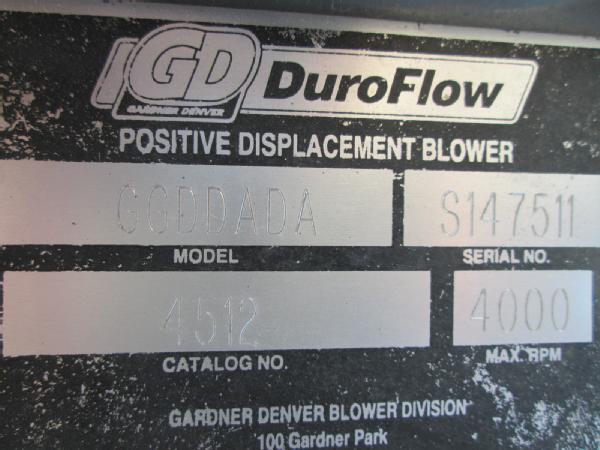 GD DuroFlow
GARDNER DENVER
POSITIVE DISPLACEMENT BLOWER
GGDDADA S147511
MODEL SERIAL NO.
4512 4000
CATALOG NO. MAX. RPM
GARDNER DENVER BLOWER DIVISION
100 Gardner Park